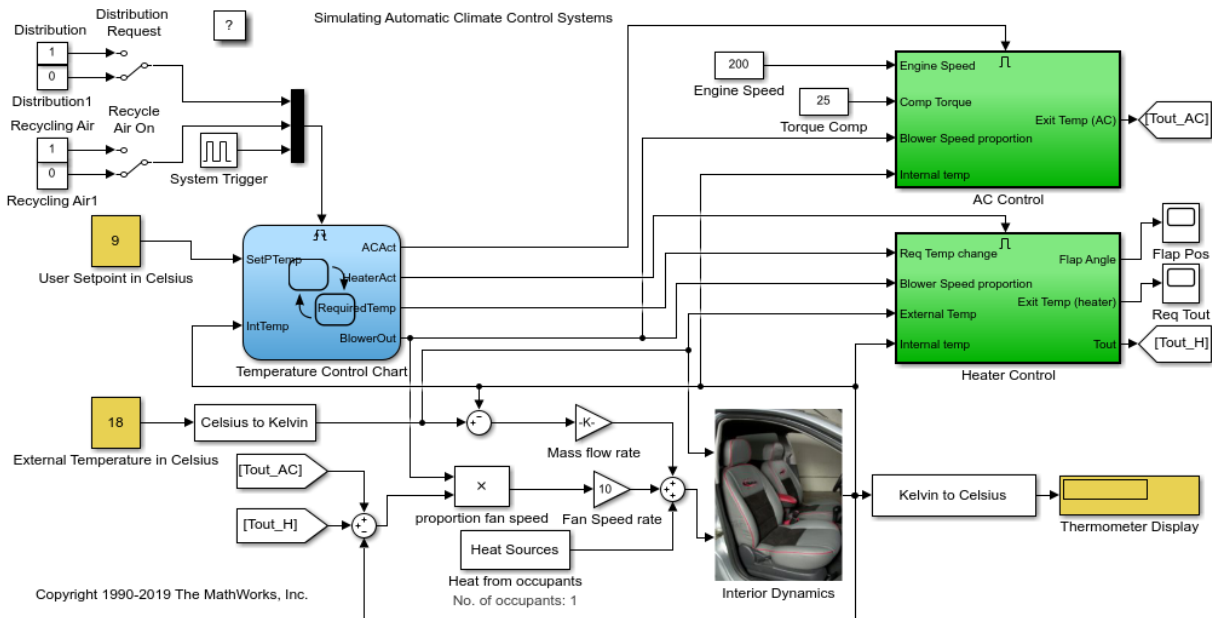 Simulating Automatic Climate Control Systems
Distribution
Request
Distribution
1
0
Distribution1
?
Recycle
Air On
Recycling Air
1
0
Recycling Air1
System Trigger
200
Engine Speed
25
Torque Comp
Engine Speed
Comp Torque
Blower Speed proportion
Internal temp
Exit Temp (AC)
AC Control
[Tout_AC]
9
User Setpoint in Celsius
SetPTemp
IntTemp
ACAct
HeaterAct
RequiredTemp
BlowerOut
Temperature Control Chart
Req Temp change
Blower Speed proportion
External Temp
Internal temp
Flap Angle
Exit Temp (heater)
Tout
Heater Control
Flap Pos
Req Tout
[Tout_H]
18
External Temperature in Celsius
Celsius to Kelvin
-K-
Mass flow rate
[Tout_AC]
[Tout_H]
×
proportion fan speed
10
Fan Speed rate
Heat Sources
Heat from occupants
No. of occupants: 1
Interior Dynamics
Kelvin to Celsius
Thermometer Display
Copyright 1990-2019 The MathWorks, Inc.